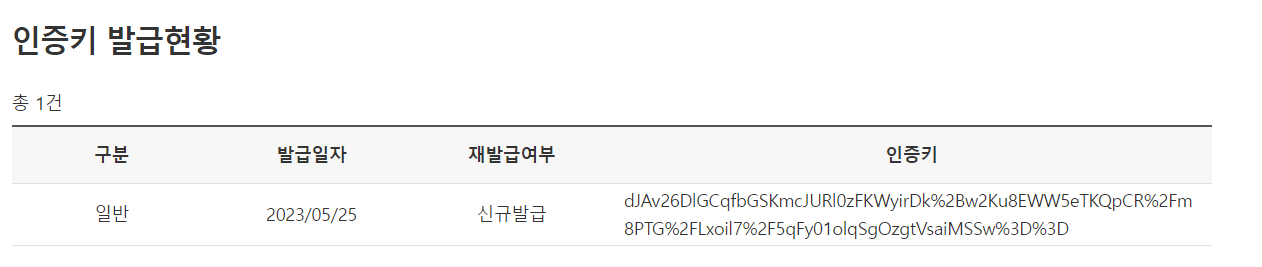 인증키 발급현황
총 1건
구분 발급일자 재발급여부 인증키
일반 2023/05/25 신규발급 dJAv26DlGCqfbGSKmcJURl0zFKWyirDk%2Bw2Ku8EWW5eTKQpCR%2Fm
8PTG%2FLxoil7%2F5qFy01olqSgOzgtVsaiMSSw%3D%3D